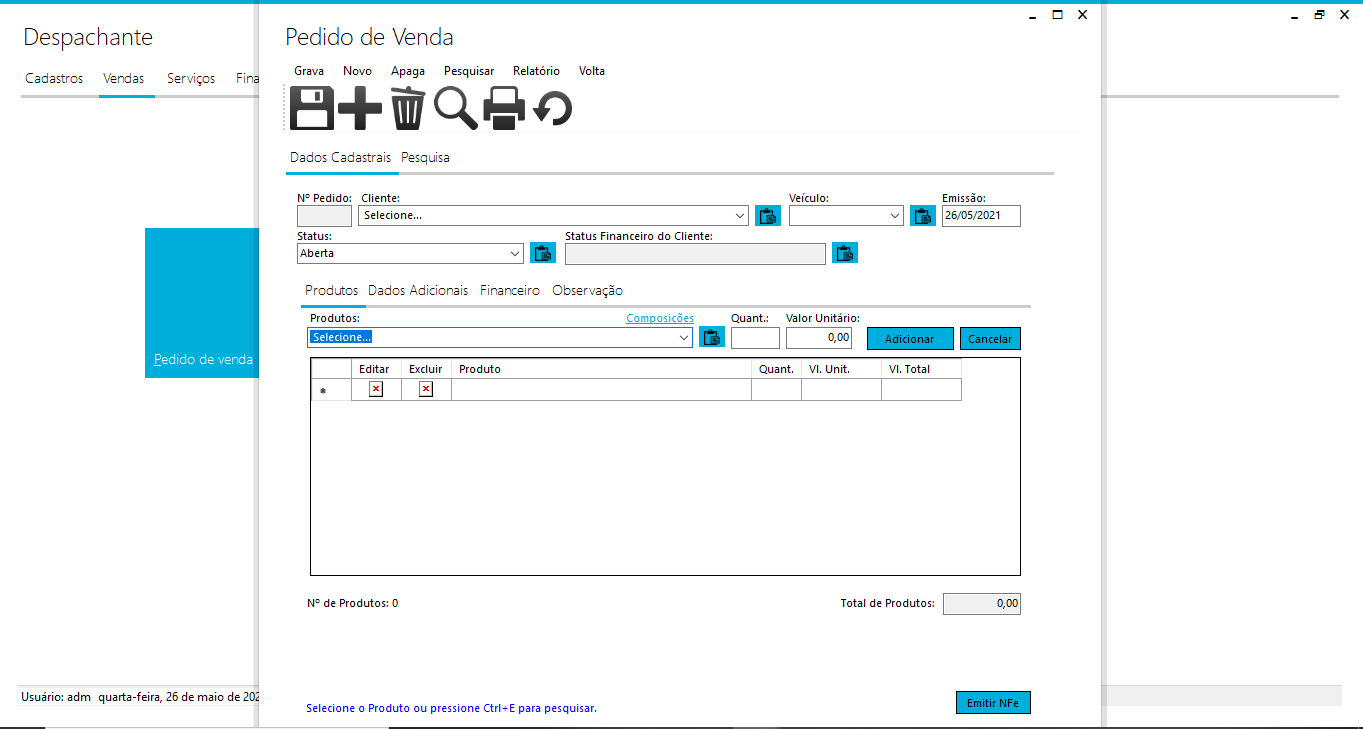 Despachante
Cadastros Vendas Serviços Fina
Pedido de venda
Usuário: adm quarta-feira, 26 de maio de 202
Pedido de Venda
Grava Novo Apaga Pesquisar Relatório Volta
Dados Cadastrais Pesquisa
Nº Pedido: Cliente: Veículo: Emissão:
Selecione... 26/05/2021
Status: Status Financeiro do Cliente:
Aberta
Produtos Dados Adicionais Financeiro Observação
Produtos: Composicões Quant.: Valor Unitário:
Selecione... 0,00 Adicionar Cancelar
Editar Excluir Produto Quant. Vl. Unit. Vl. Total
Nº de Produtos: 0 Total de Produtos: 0,00
Selecione o Produto ou pressione Ctrl+E para pesquisar.
Emitir NFe